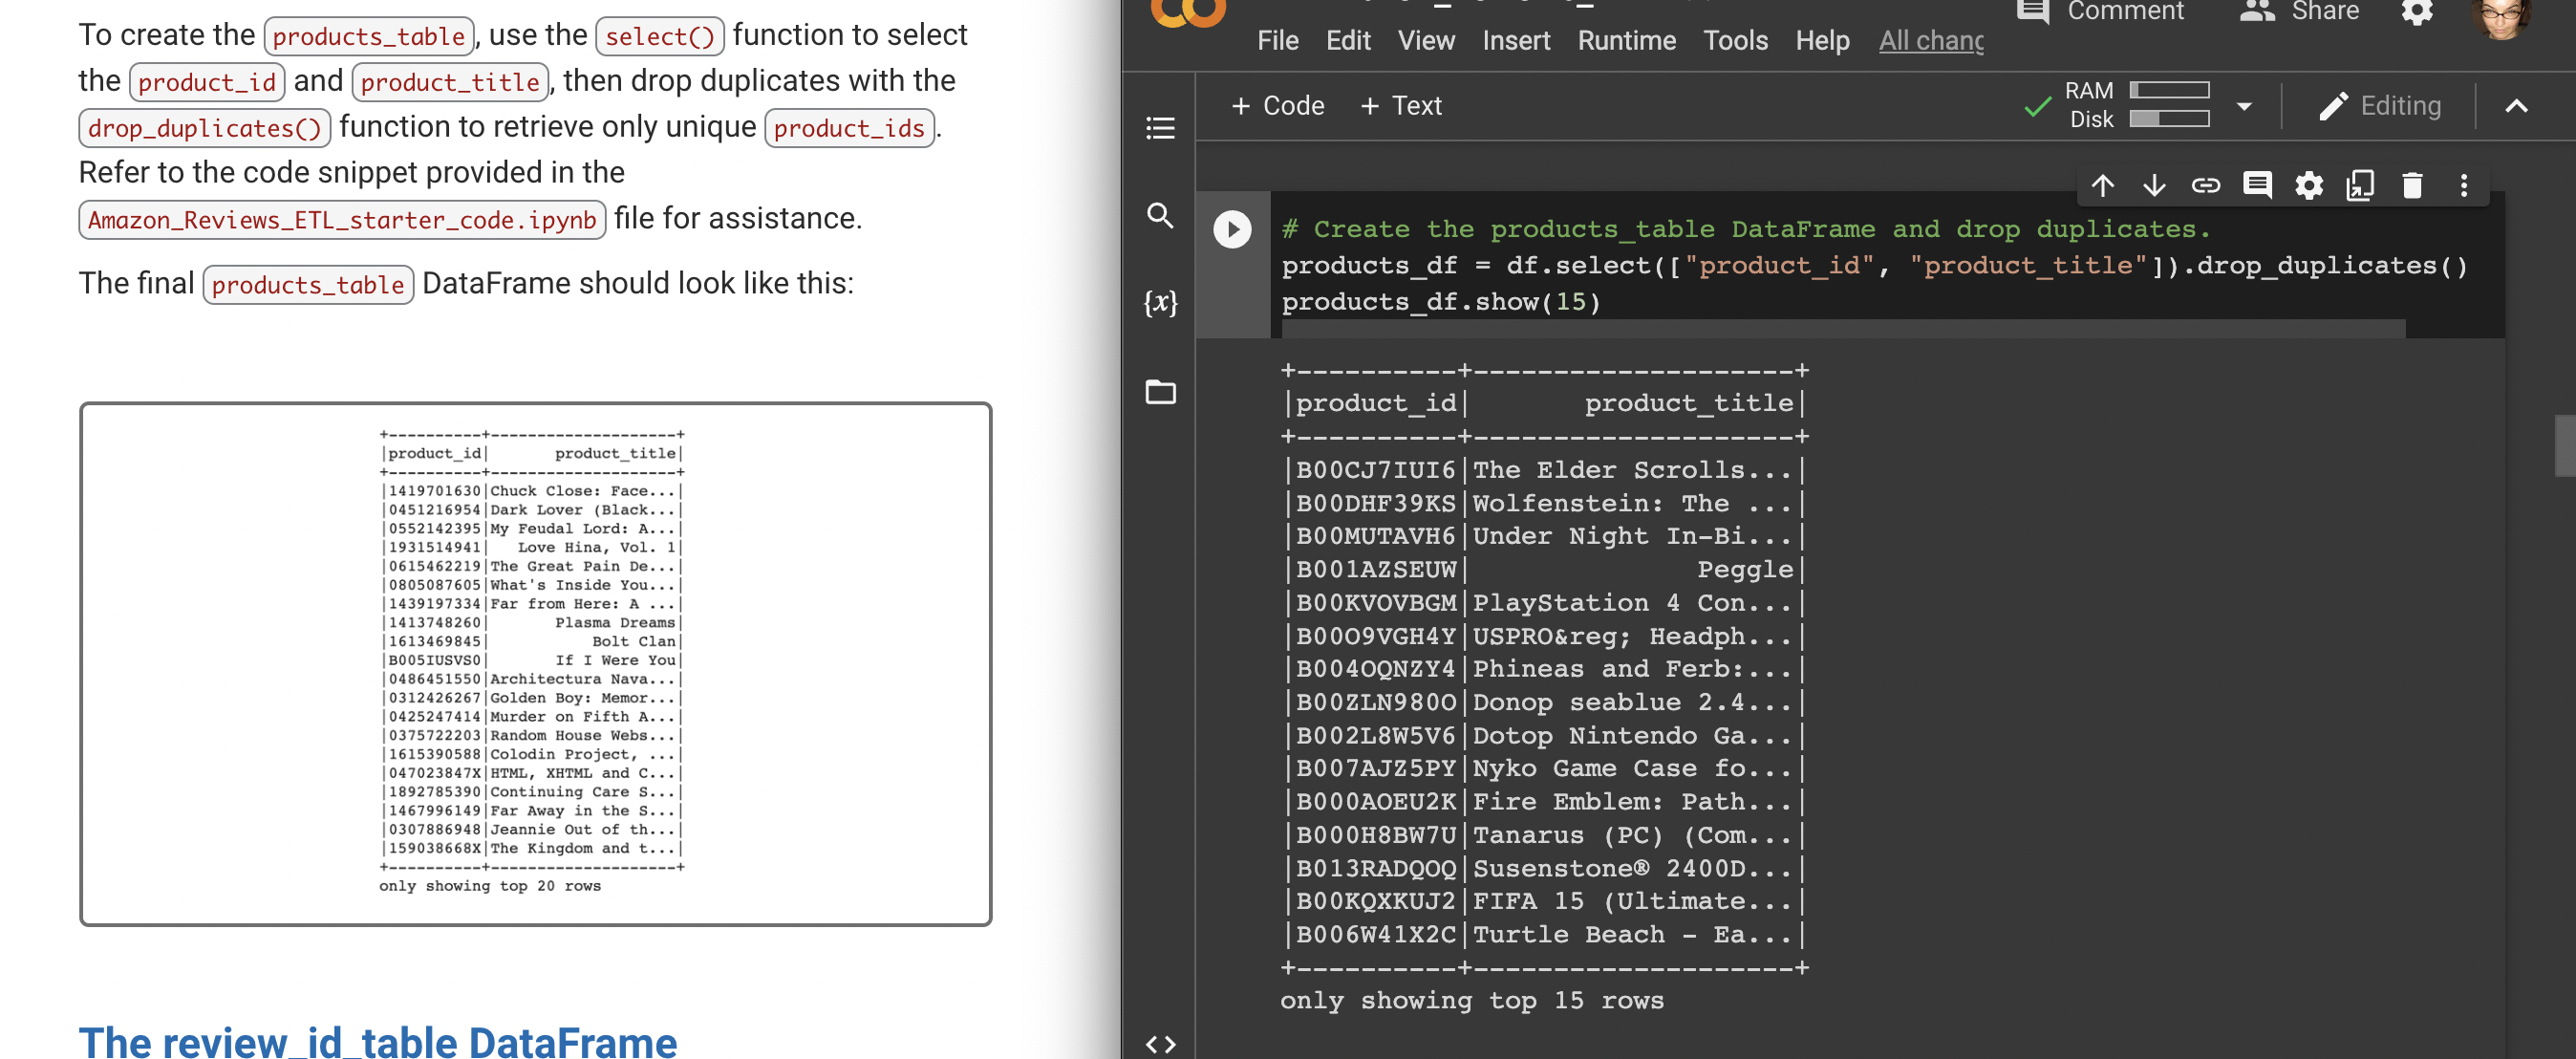 To create the products_table, use the select() function to select
the product_id and product_title, then drop duplicates with the
drop_duplicates() function to retrieve only unique product_ids.
Refer to the code snippet provided in the
Amazon_Reviews_ETL_starter_code.ipynb file for assistance.
The final products_table DataFrame should look like this:
+----------+--------------------+
|product_id|       product_title|
+----------+--------------------+
|1419701630|Chuck Close: Face...|
|0451216954|Dark Lover (Black...|
|0552142395|My Feudal Lord: A...|
|1931514941|   Love Hina, Vol. 1|
|0615462219|The Great Pain De...|
|0805087605|What's Inside You...|
|1439197334|Far from Here: A ...|
|1413748260|       Plasma Dreams|
|1613469845|           Bolt Clan|
|B005IUSVS0|       If I Were You|
|0486451550|Architectura Nava...|
|0312426267|Golden Boy: Memor...|
|0425247414|Murder on Fifth A...|
|0375722203|Random House Webs...|
|1615390588|Colodin Project, ...|
|047023847X|HTML, XHTML and C...|
|1892785390|Continuing Care S...|
|1467996149|Far Away in the S...|
|0307886948|Jeannie Out of th...|
|159038668X|The Kingdom and t...|
+----------+--------------------+
only showing top 20 rows
The review_id_table DataFrame
Comment Share
File Edit View Insert Runtime Tools Help All chang
+ Code + Text
RAM
Disk
Editing
{x}
# Create the products_table DataFrame and drop duplicates.
products_df = df.select(["product_id", "product_title"]).drop_duplicates()
products_df.show(15)
+----------+--------------------+
|product_id|       product_title|
+----------+--------------------+
|B00CJ7IUI6|The Elder Scrolls...|
|B00DHF39KS|Wolfenstein: The ...|
|B00MUTAVH6|Under Night In-Bi...|
|B001AZSEUW|              Peggle|
|B00KVOVBGM|PlayStation 4 Con...|
|B00O9VGH4Y|USPRO&reg; Headph...|
|B004OQNZY4|Phineas and Ferb:...|
|B00ZLN980O|Donop seablue 2.4...|
|B002L8W5V6|Dotop Nintendo Ga...|
|B007AJZ5PY|Nyko Game Case fo...|
|B000AOEU2K|Fire Emblem: Path...|
|B000H8BW7U|Tanarus (PC) (Com...|
|B013RADQOQ|Susenstone® 2400D...|
|B00KQXKUJ2|FIFA 15 (Ultimate...|
|B006W41X2C|Turtle Beach - Ea...|
+----------+--------------------+
only showing top 15 rows